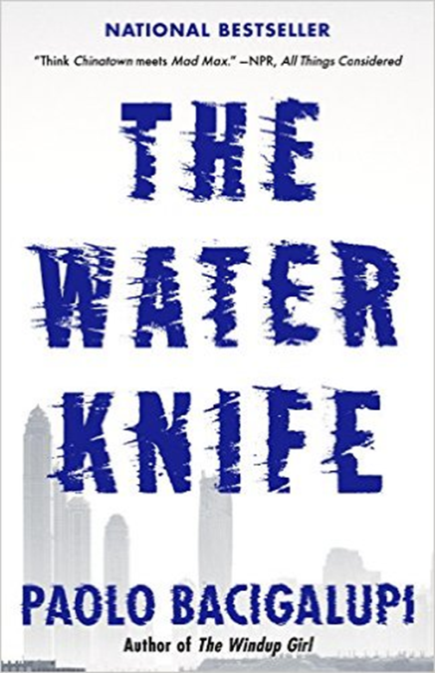 NATIONAL BESTSELLER
"Think Chinatown meets Mad Max." —NPR, All Things Considered
THE
WATER
KNIFE
PAOLO BACIGALUPI
Author of The Windup Girl